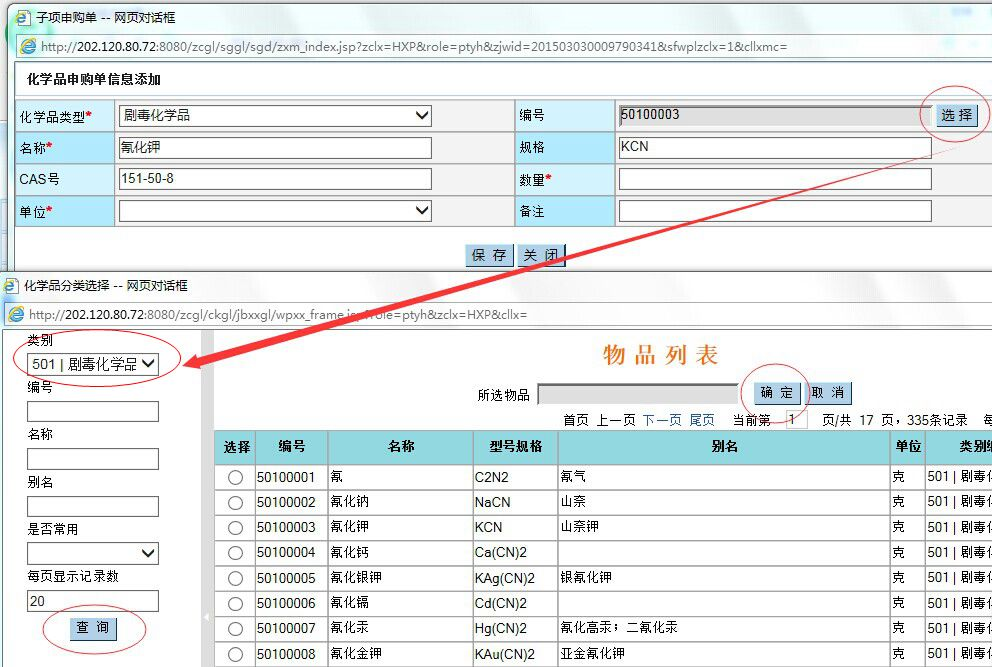 子项申购单 -- 网页对话框
http://202.120.80.72:8080/zcgl/sggl/sgd/zxm_index.jsp?zclx=HXP&role=ptyh&zjwid=201503030009790341&sfwplzclx=1&cllxmc=
化学品申购单信息添加
化学品类型* 剧毒化学品 编号 50100003 选 择
名称* 氰化钾 规格 KCN
CAS号 151-50-8 数量*
单位* 备注
保 存 关 闭
化学品分类选择 -- 网页对话框
http://202.120.80.72:8080/zcgl/ckgl/jbxxgl/wpxx_frame.jsp?role=ptyh&zclx=HXP&cllx=
类别
501 | 剧毒化学品
编号
名称
别名
是否常用
每页显示记录数
20
查 询
物品列表
所选物品 确 定 取 消
首页 上一页 下一页 尾页 当前第 1 页/共 17 页，335条记录 每
选择 编号 名称 型号规格 别名 单位 类别编
50100001 氰 C2N2 氰气 克 501 | 剧毒化
50100002 氰化钠 NaCN 山奈 克 501 | 剧毒化
50100003 氰化钾 KCN 山奈钾 克 501 | 剧毒化
50100004 氰化钙 Ca(CN)2 克 501 | 剧毒化
50100005 氰化银钾 KAg(CN)2 银氰化钾 克 501 | 剧毒化
50100006 氰化镉 Cd(CN)2 克 501 | 剧毒化
50100007 氰化汞 Hg(CN)2 氰化高汞；二氰化汞 克 501 | 剧毒化
50100008 氰化金钾 KAu(CN)2 亚金氰化钾 克 501 | 剧毒化